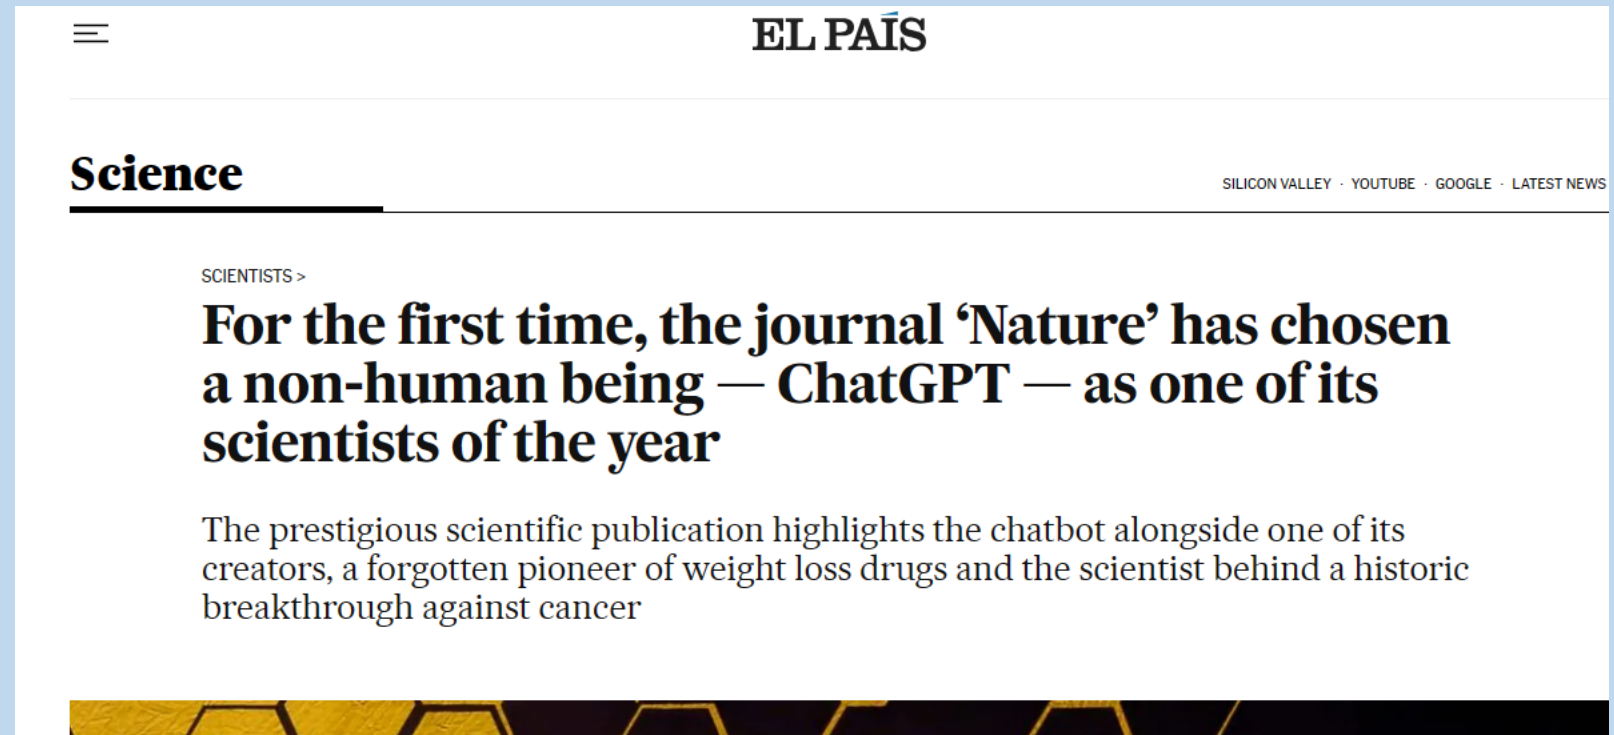 EL PAÍS
Science
SILICON VALLEY · YOUTUBE · GOOGLE · LATEST NEWS
SCIENTISTS >
For the first time, the journal ‘Nature’ has chosen
a non-human being — ChatGPT — as one of its
scientists of the year
The prestigious scientific publication highlights the chatbot alongside one of its
creators, a forgotten pioneer of weight loss drugs and the scientist behind a historic
breakthrough against cancer